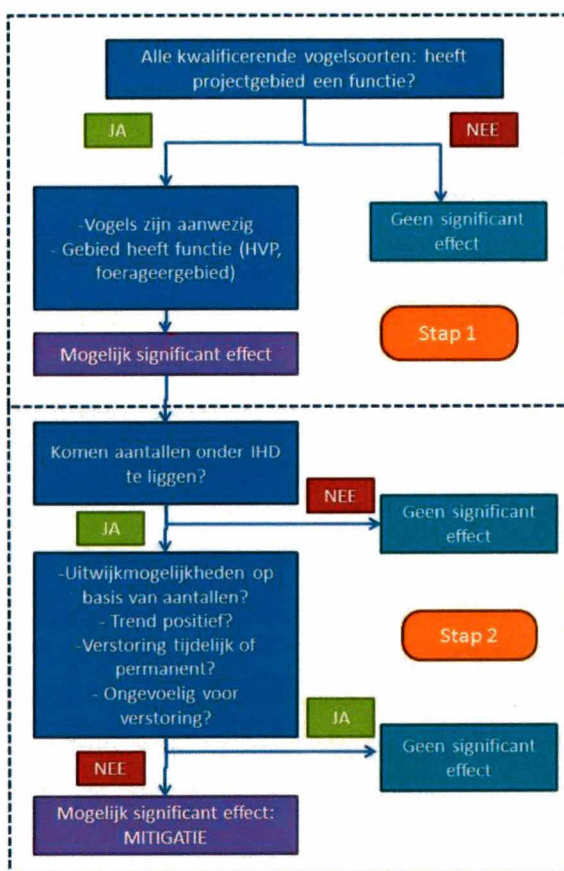 Alle kwalificerende vogelsoorten: heeft
projectgebied een functie?
JA
NEE
-Vogels zijn aanwezig
- Gebied heeft functie (HVP,
foerageergebied)
Geen significant
effect
Stap 1
Mogelijk significant effect
Komen aantallen onder IHD
te liggen?
NEE
JA
Geen significant
effect
-Uitwijkmogelijkheden op
basis van aantallen?
- Trend positief?
-Verstoring tijdelijk of
permanent?
- Ongevoelig voor
verstoring?
Stap 2
JA
NEE
Geen significant
effect
Mogelijk significant effect:
MITIGATIE